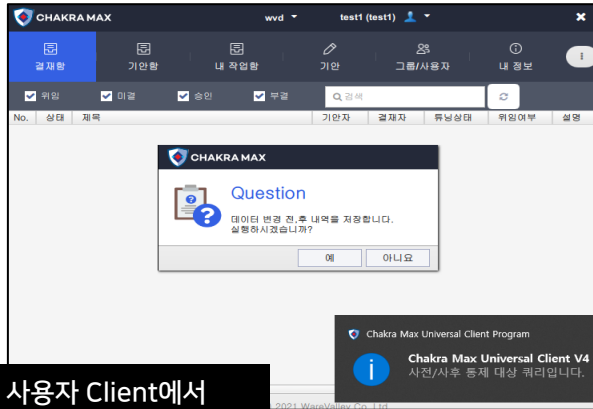 CHAKRA MAX
wvd
test1 (test1)
결재함
기안함
내 작업함
기안
그룹/사용자
내 정보
위임
미결
승인
부결
검색
No.
상태
제목
기안자
결재자
튜닝상태
위임여부
설명
CHAKRA MAX
Question
데이터 변경 전,후 내역을 저장합니다.
실행하시겠습니까?
예
아니요
Chakra Max Universal Client Program
Chakra Max Universal Client V4
사전/사후 통제 대상 쿼리입니다.
사용자 Client에서
2021 WareValley Co. Ltd